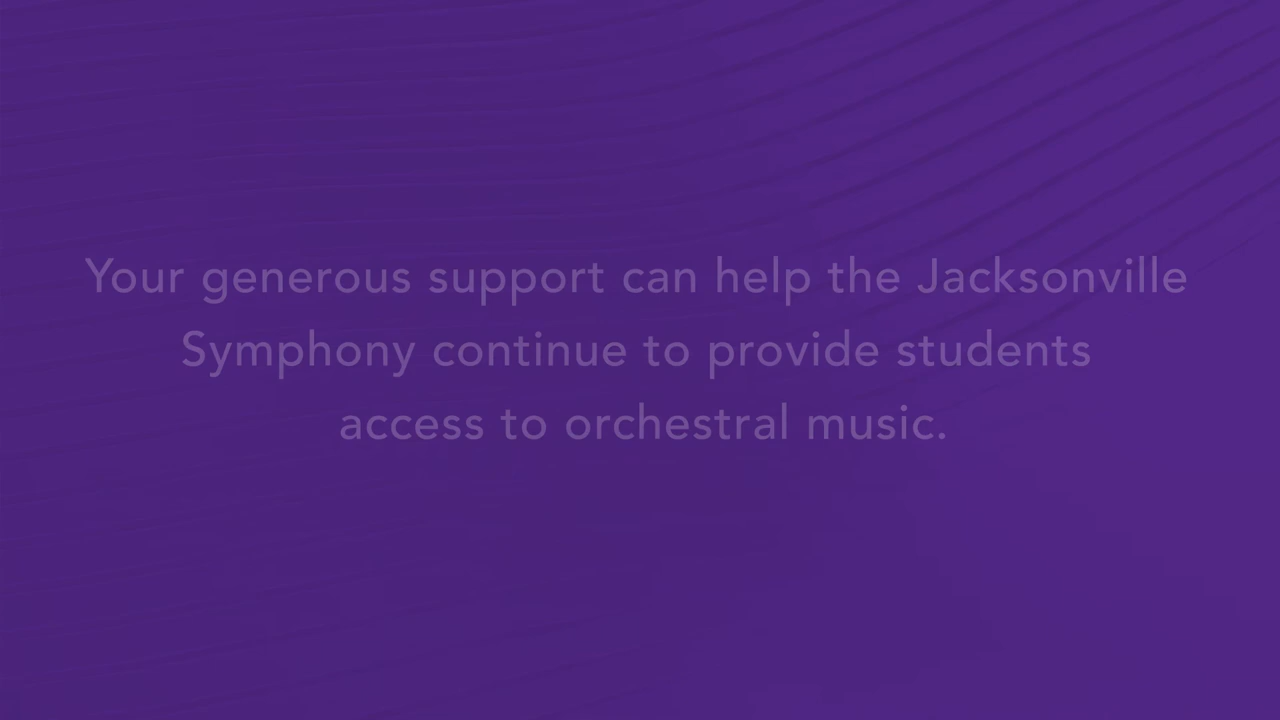 Your generous support can help the Jacksonville
Symphony continue to provide students
access to orchestral music.